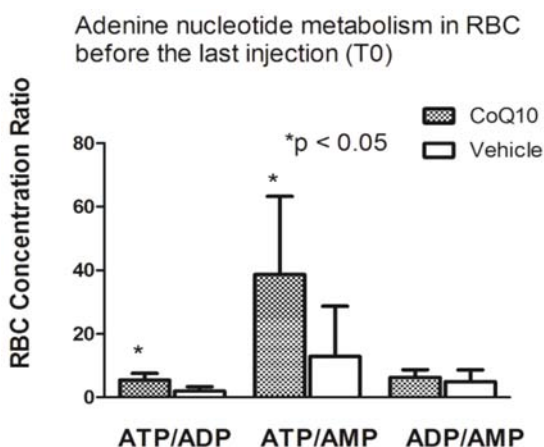 Adenine nucleotide metabolism in RBC
before the last injection (T0)
CoQ10
Vehicle
*p < 0.05
RBC Concentration Ratio
80
60
40
20
0
*
*
ATP/ADP
ATP/AMP
ADP/AMP